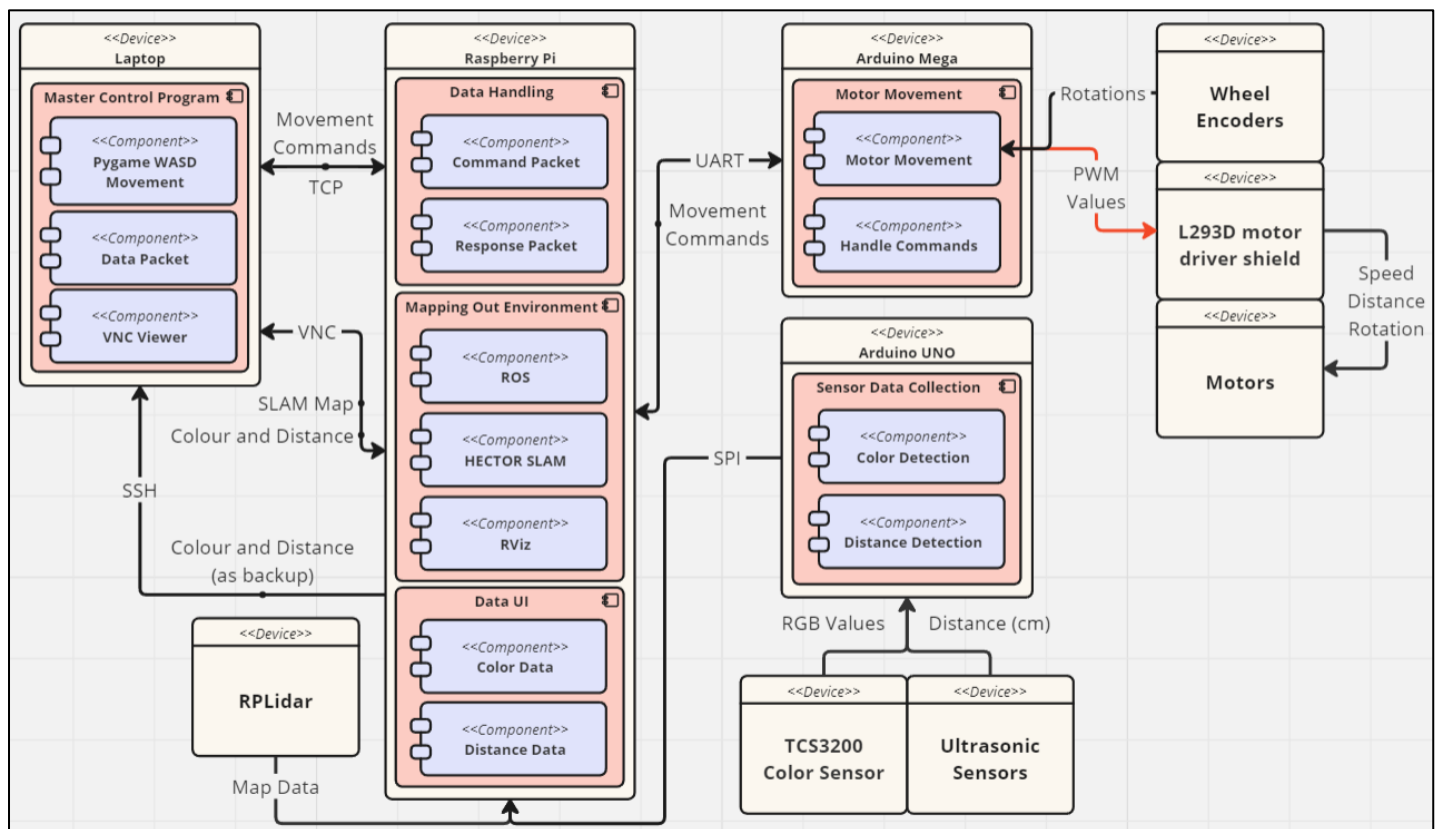 <<Device>>
Laptop
Master Control Program
<<Component>>
Pygame WASD
Movement
<<Component>>
Data Packet
<<Component>>
VNC Viewer
Movement
Commands
TCP
VNC
SLAM Map
Colour and Distance
SSH
Colour and Distance
(as backup)
<<Device>>
RPLidar
Map Data
<<Device>>
Raspberry Pi
Data Handling
<<Component>>
Command Packet
<<Component>>
Response Packet
Mapping Out Environment
<<Component>>
ROS
<<Component>>
HECTOR SLAM
<<Component>>
RViz
Data UI
<<Component>>
Color Data
<<Component>>
Distance Data
UART
Movement
Commands
SPI
<<Device>>
Arduino Mega
Motor Movement
<<Component>>
Motor Movement
<<Component>>
Handle Commands
<<Device>>
Arduino UNO
Sensor Data Collection
<<Component>>
Color Detection
<<Component>>
Distance Detection
RGB Values
Distance (cm)
<<Device>>
TCS3200
Color Sensor
<<Device>>
Ultrasonic
Sensors
Rotations
PWM
Values
<<Device>>
Wheel
Encoders
<<Device>>
L293D motor
driver shield
<<Device>>
Motors
Speed
Distance
Rotation